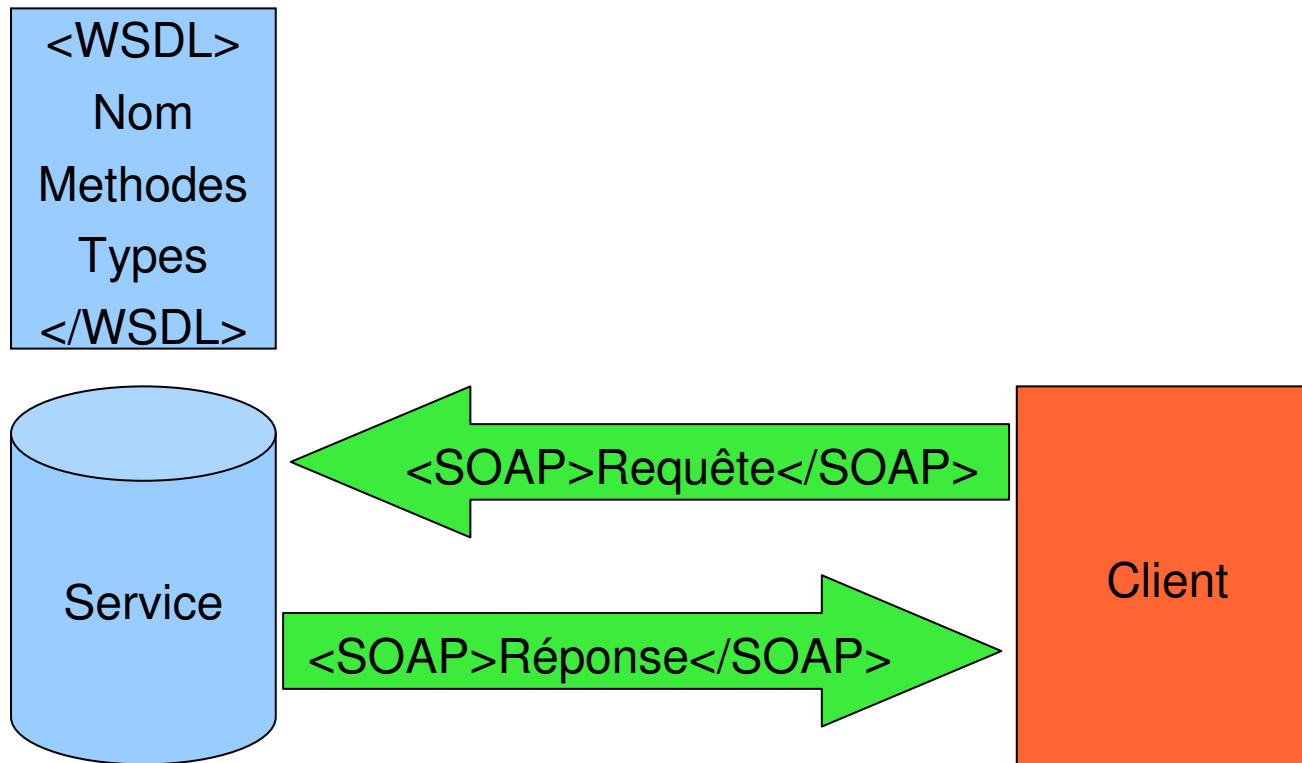 <WSDL>
Nom
Methodes
Types
</WSDL>
<SOAP>Requête</SOAP>
Client
Service
<SOAP>Réponse</SOAP>